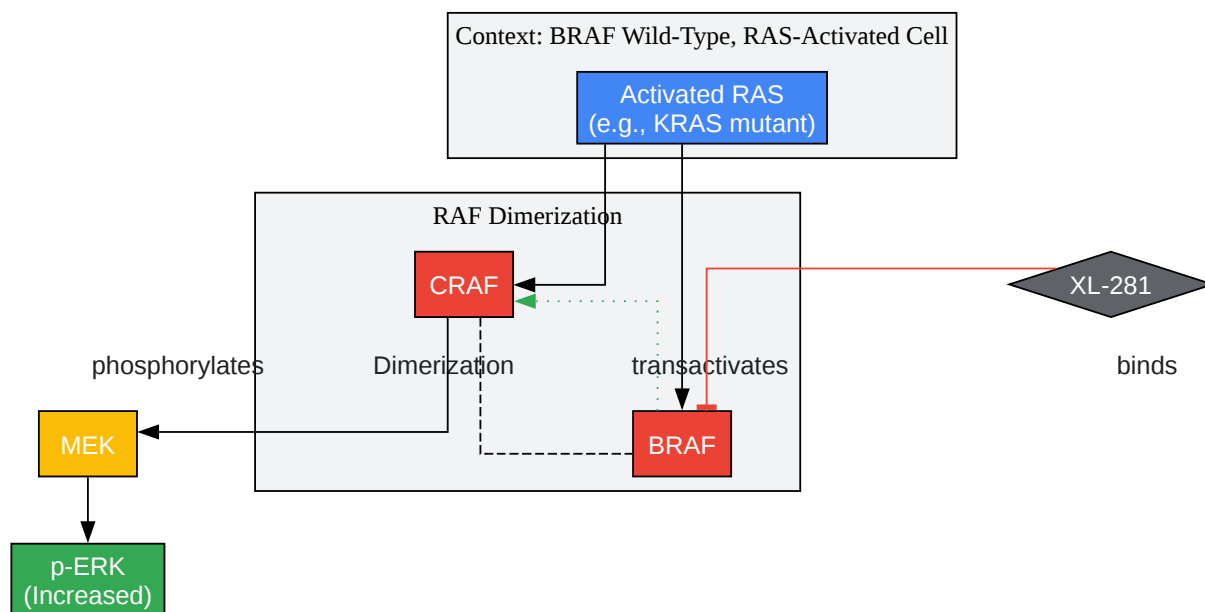 Context: BRAF Wild-Type, RAS-Activated Cell
Activated RAS
(e.g., KRAS mutant)
RAF Dimerization
CRAF
XL-281
phosphorylates
Dimerization
transactivates
binds
MEK
BRAF
p-ERK
(Increased)